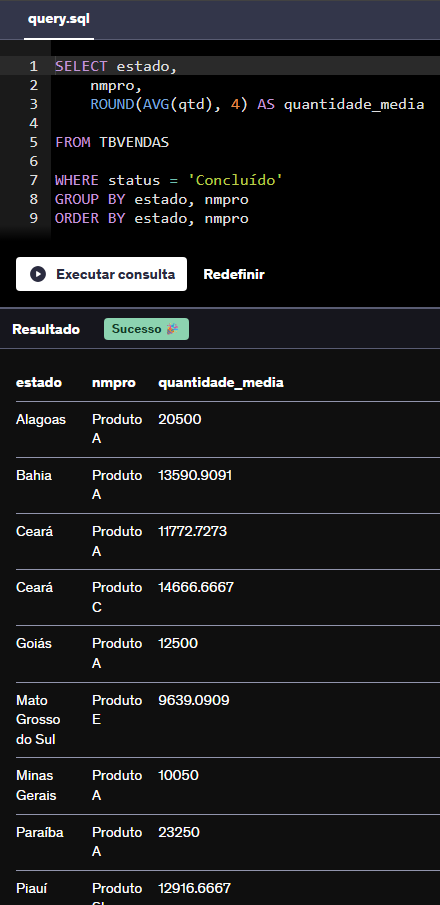 query.sql
1 SELECT estado,
2 nmpro,
3 ROUND(AVG(qtd), 4) AS quantidade_media
4
5 FROM TBVENDAS
6
7 WHERE status = 'Concluído'
8 GROUP BY estado, nmpro
9 ORDER BY estado, nmpro
Executar consulta Redefinir
Resultado Sucesso 🎉
estado nmpro quantidade_media
Alagoas Produto 20500
A
Bahia Produto 13590.9091
A
Ceará Produto 11772.7273
A
Ceará Produto 14666.6667
C
Goiás Produto 12500
A
Mato Produto 9639.0909
Grosso E
do Sul
Minas Produto 10050
Gerais A
Paraíba Produto 23250
A
Piauí Produto 12916.6667